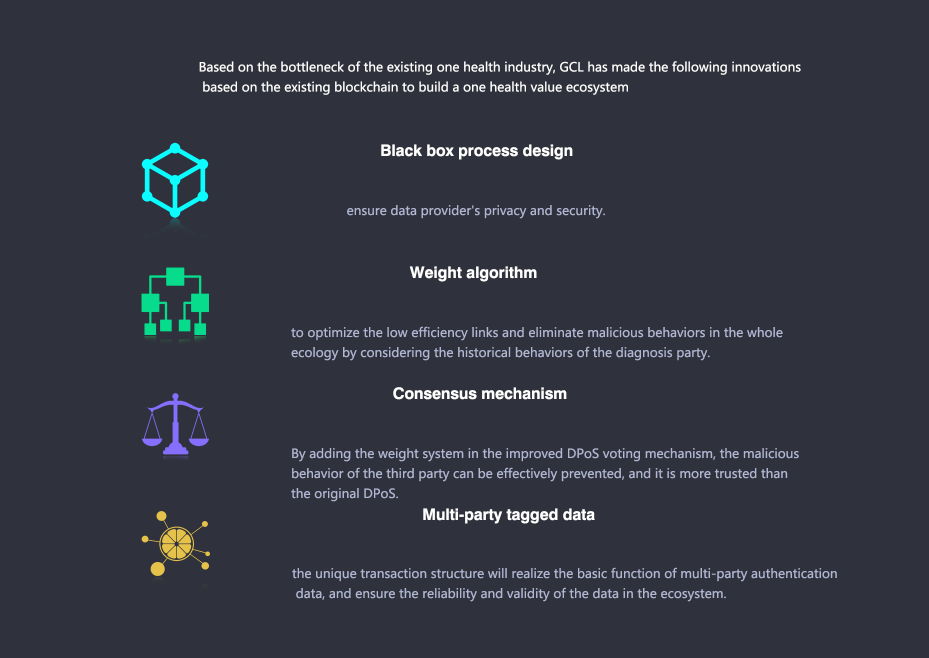 Based on the bottleneck of the existing one health industry, GCL has made the following innovations
based on the existing blockchain to build a one health value ecosystem
Black box process design
ensure data provider's privacy and security.
Weight algorithm
to optimize the low efficiency links and eliminate malicious behaviors in the whole
ecology by considering the historical behaviors of the diagnosis party.
Consensus mechanism
By adding the weight system in the improved DPoS voting mechanism, the malicious
behavior of the third party can be effectively prevented, and it is more trusted than
the original DPoS.
Multi-party tagged data
the unique transaction structure will realize the basic function of multi-party authentication
data, and ensure the reliability and validity of the data in the ecosystem.